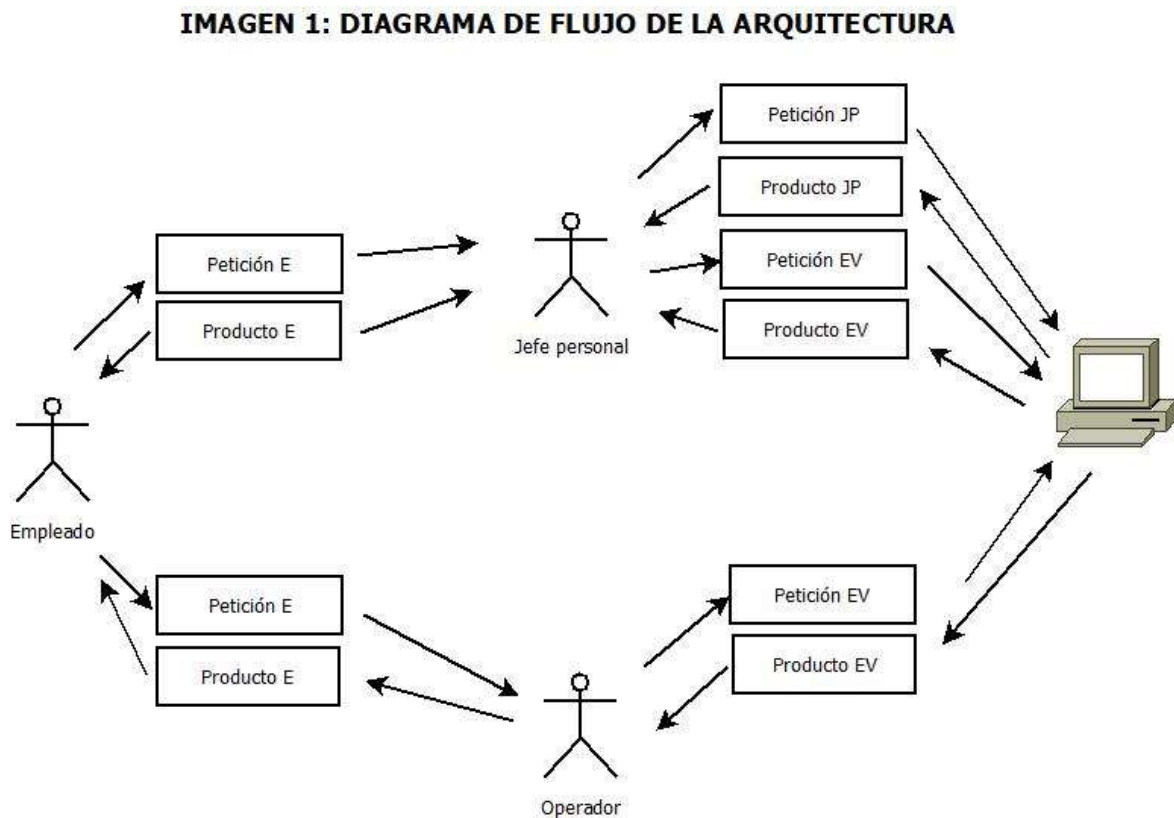 IMAGEN 1: DIAGRAMA DE FLUJO DE LA ARQUITECTURA
Petición JP
Producto JP
Petición E
Producto E
Petición EV
Producto EV
Jefe personal
Empleado
Petición E
Producto E
Petición EV
Producto EV
Operador